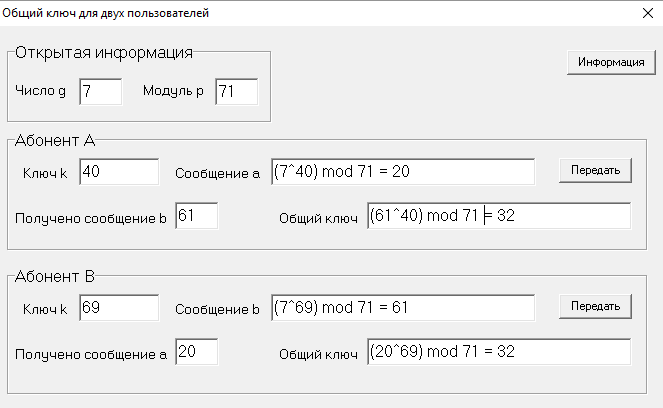 Общий ключ для двух пользователей
Открытая информация
Число g 7 Модуль p 71
Информация
Абонент А
Ключ k 40 Сообщение a (7^40) mod 71 = 20 Передать
Получено сообщение b 61 Общий ключ (61^40) mod 71 = 32
Абонент В
Ключ k 69 Сообщение b (7^69) mod 71 = 61 Передать
Получено сообщение a 20 Общий ключ (20^69) mod 71 = 32